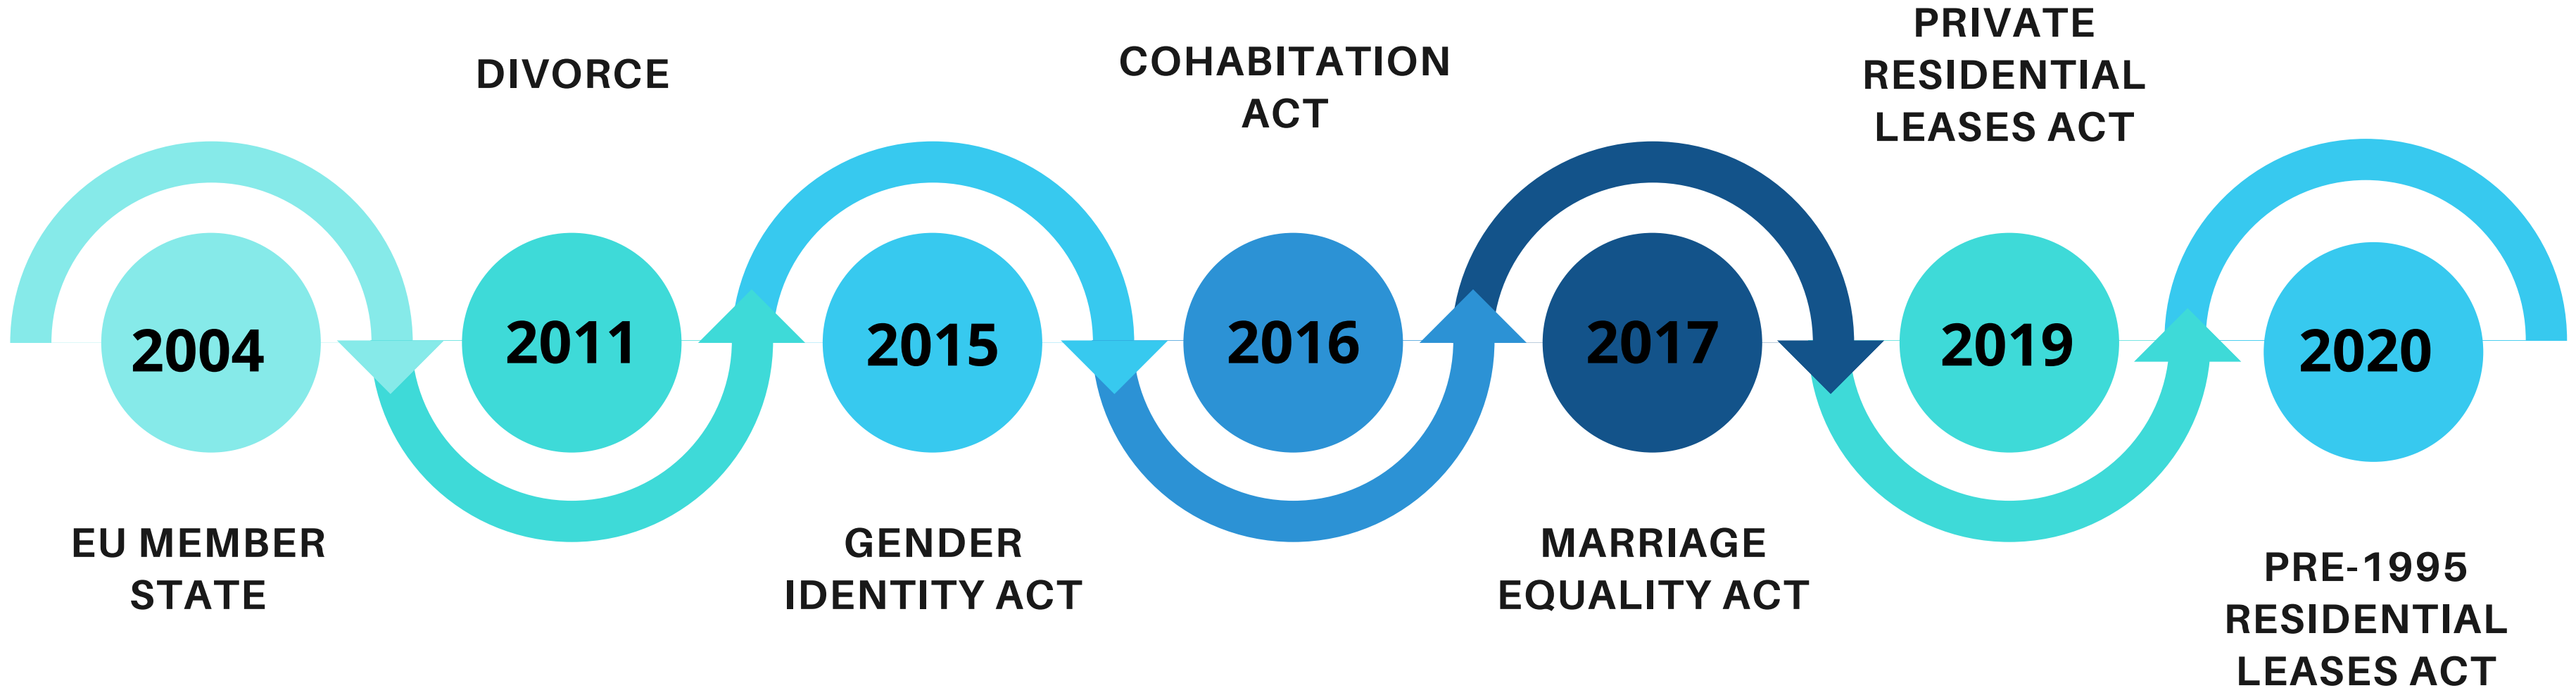 2004
EU MEMBER
STATE
DIVORCE
2011
2015
GENDER
IDENTITY ACT
COHABITATION
ACT
2016
2017
MARRIAGE
EQUALITY ACT
PRIVATE
RESIDENTIAL
LEASES ACT
2019
2020
PRE-1995
RESIDENTIAL
LEASES ACT